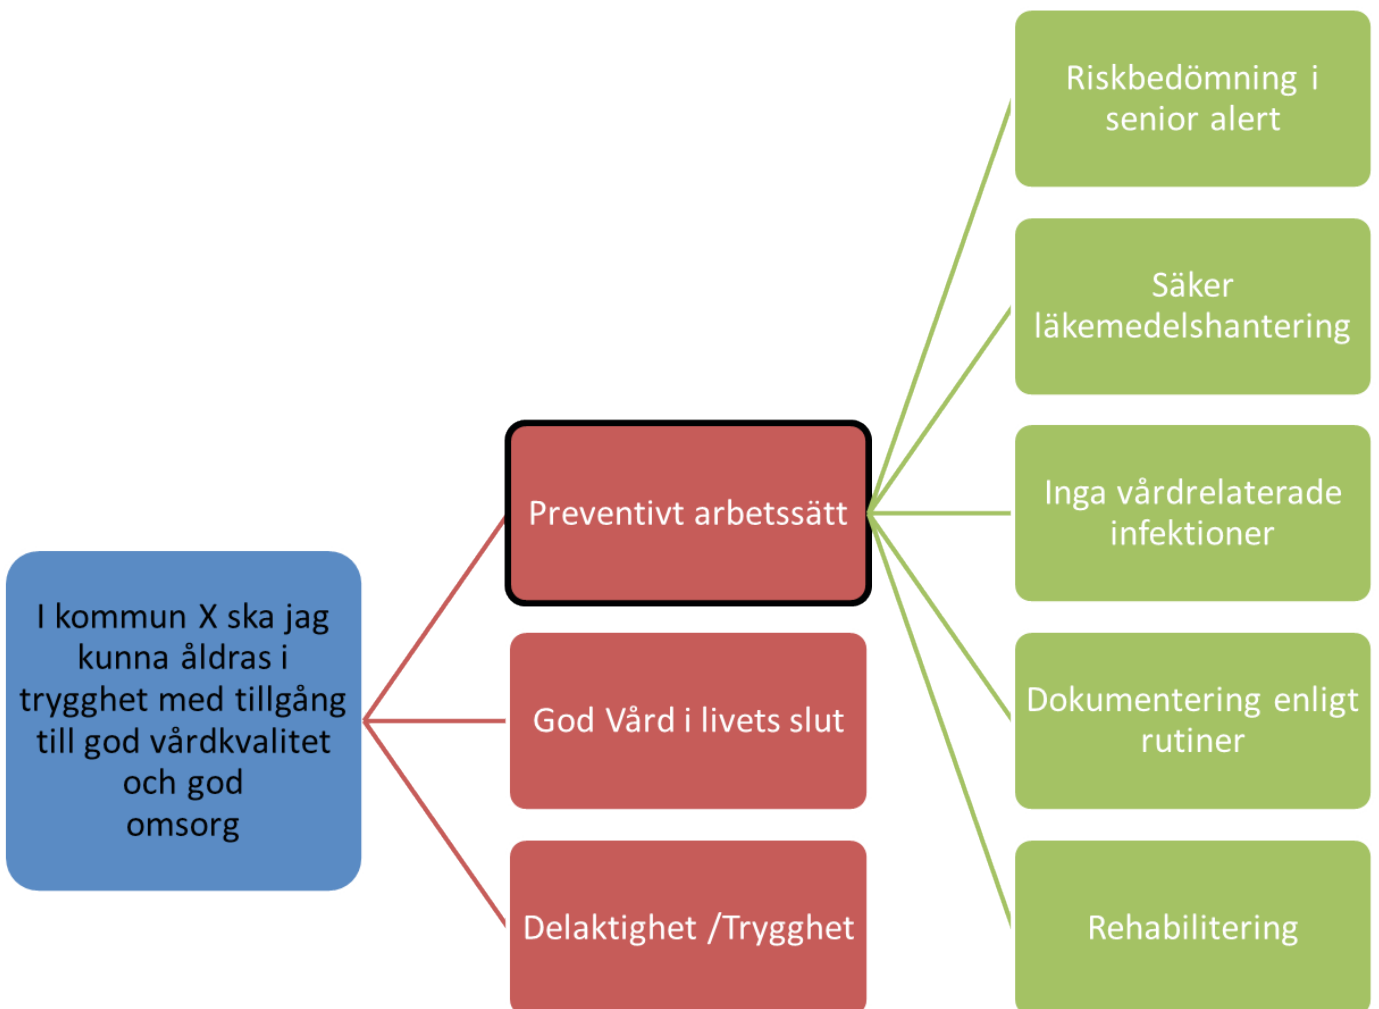 I kommun X ska jag
kunna åldras i
trygghet med tillgång
till god vårdkvalitet
och god
omsorg
Preventivt arbetssätt
God Vård i livets slut
Delaktighet /Trygghet
Riskbedömning i
senior alert
Säker
läkemedelshantering
Inga vårdrelaterade
infektioner
Dokumentering enligt
rutiner
Rehabilitering